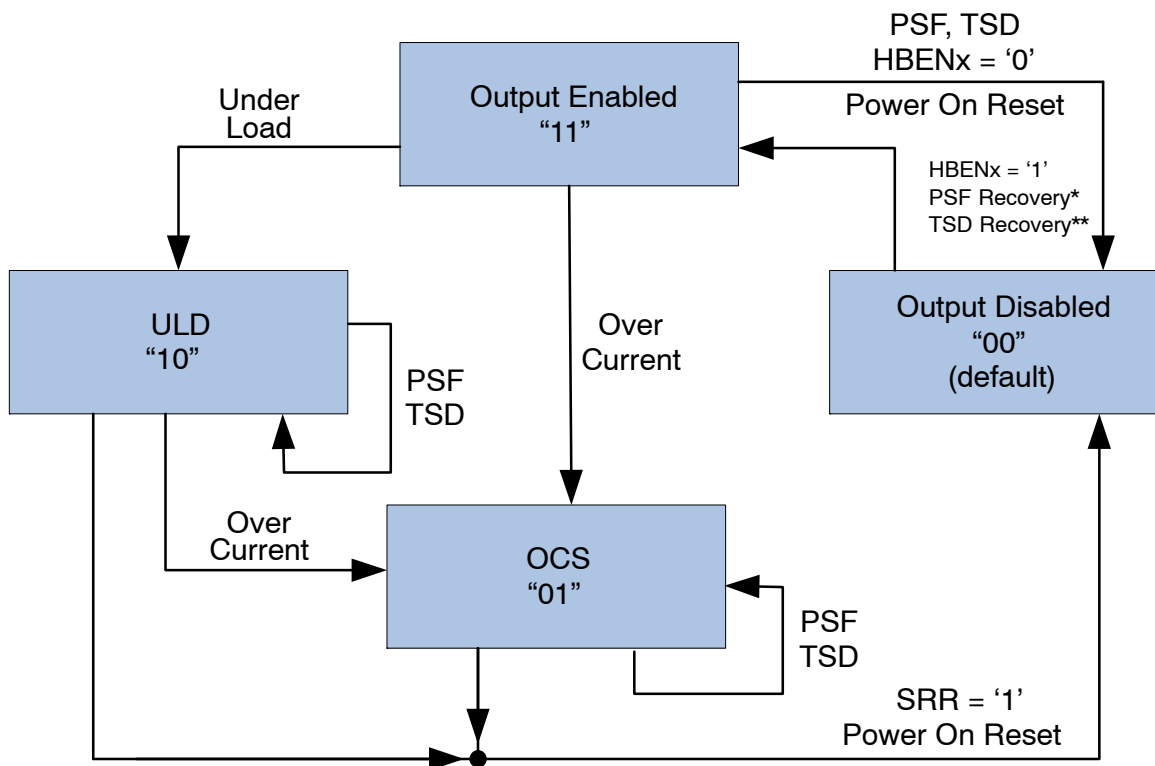 PSF, TSD
HBENx = ‘0’
Power On Reset
Output Enabled
“11”
Under
Load
HBENx = ‘1’
PSF Recovery*
TSD Recovery**
ULD
“10”
PSF
TSD
Over
Current
Output Disabled
“00”
(default)
Over
Current
OCS
“01”
PSF
TSD
SRR = ‘1’
Power On Reset